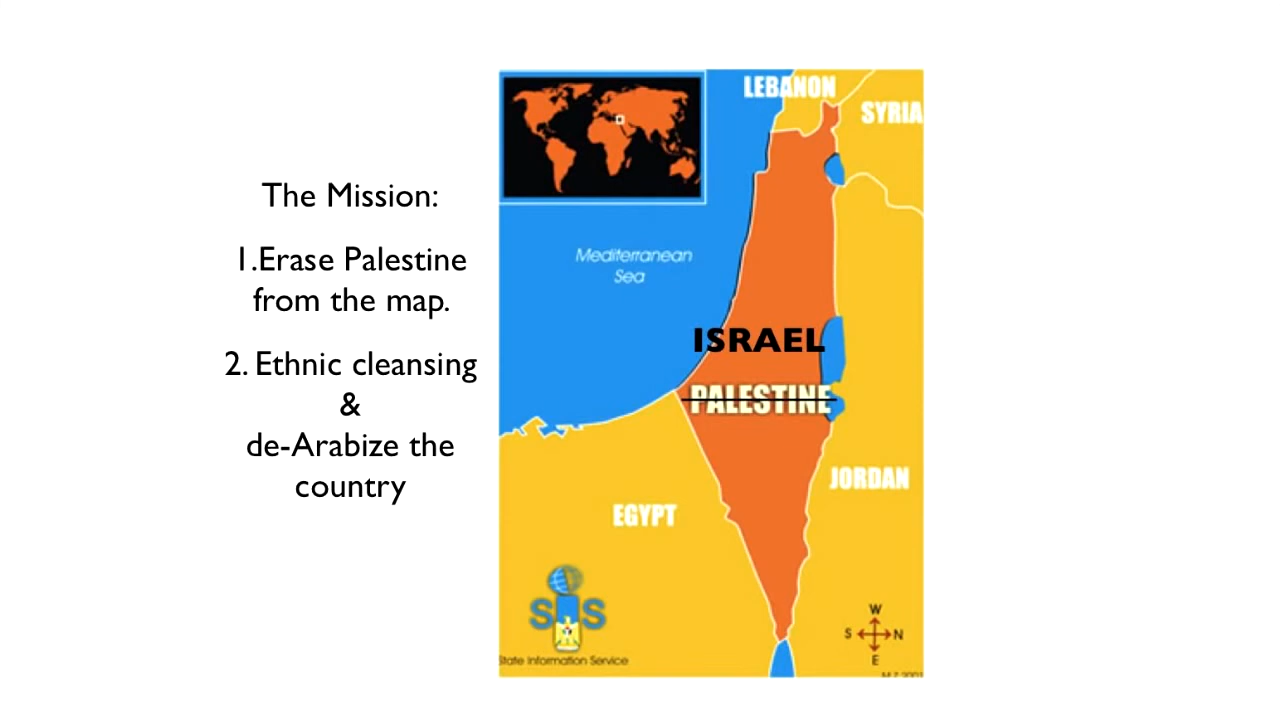 The Mission:
1.Erase Palestine
from the map.
2. Ethnic cleansing
&
de-Arabize the
country
LEBANON
SYRIA
Mediterranean
Sea
ISRAEL
PALESTINE
JORDAN
EGYPT
SIS
State Information Service
W
S N
E